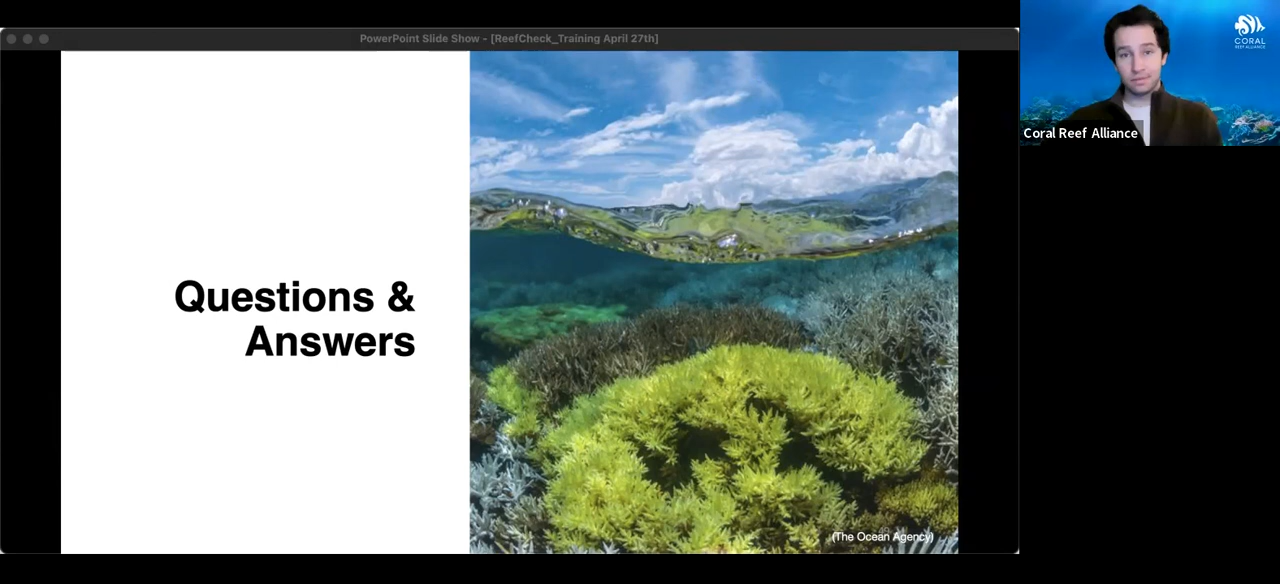 PowerPoint Slide Show - [ReefCheck_Training April 27th]
CORAL
REEF ALLIANCE
Coral Reef Alliance
Questions &
Answers
(The Ocean Agency)